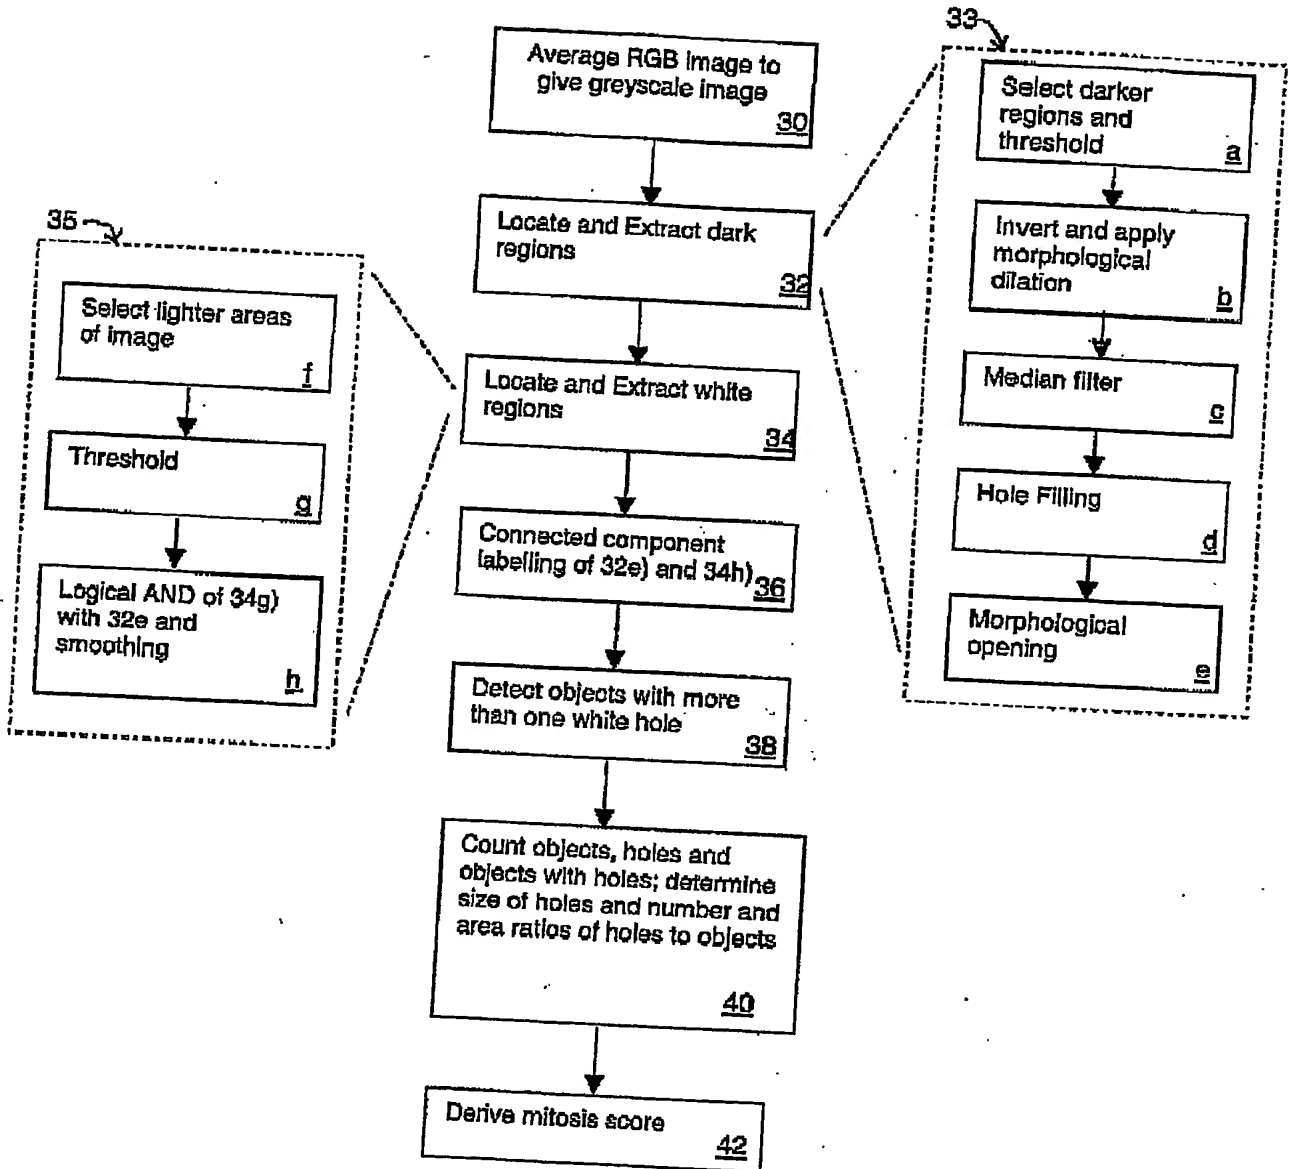 Average RGB image to
give greyscale image
30
Locate and Extract dark
regions
32
Locate and Extract white
regions
34
Connected component
labelling of 32e) and 34h)
36
Detect objects with more
than one white hole
38
Count objects, holes and
objects with holes; determine
size of holes and number and
area ratios of holes to objects
40
Derive mitosis score
42
33
Select darker
regions and
threshold
a
Invert and apply
morphological
dilation
b
Median filter
c
Hole Filling
d
Morphological
opening
e
35
Select lighter areas
of image
f
Threshold
g
Logical AND of 34g)
with 32e and
smoothing
h